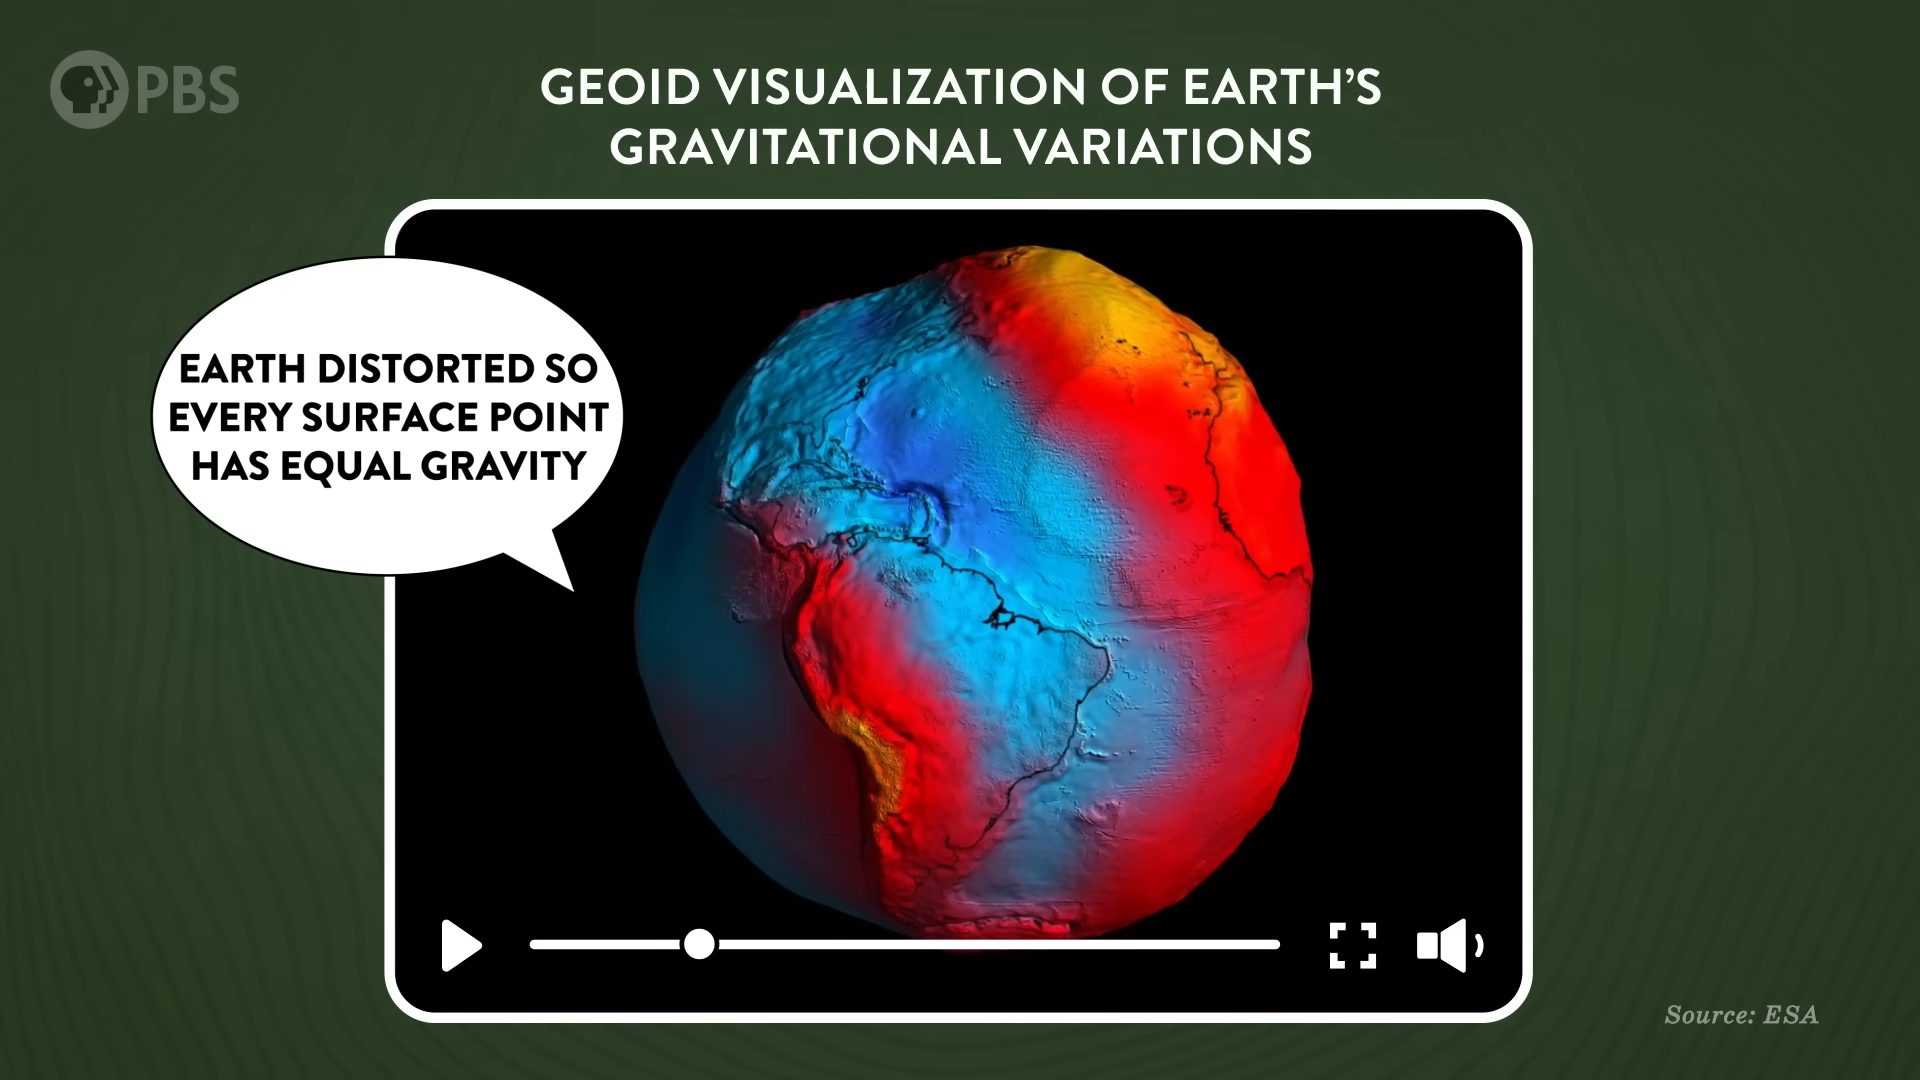 PBS
GEOID VISUALIZATION OF EARTH’S
GRAVITATIONAL VARIATIONS
EARTH DISTORTED SO
EVERY SURFACE POINT
HAS EQUAL GRAVITY
Source: ESA